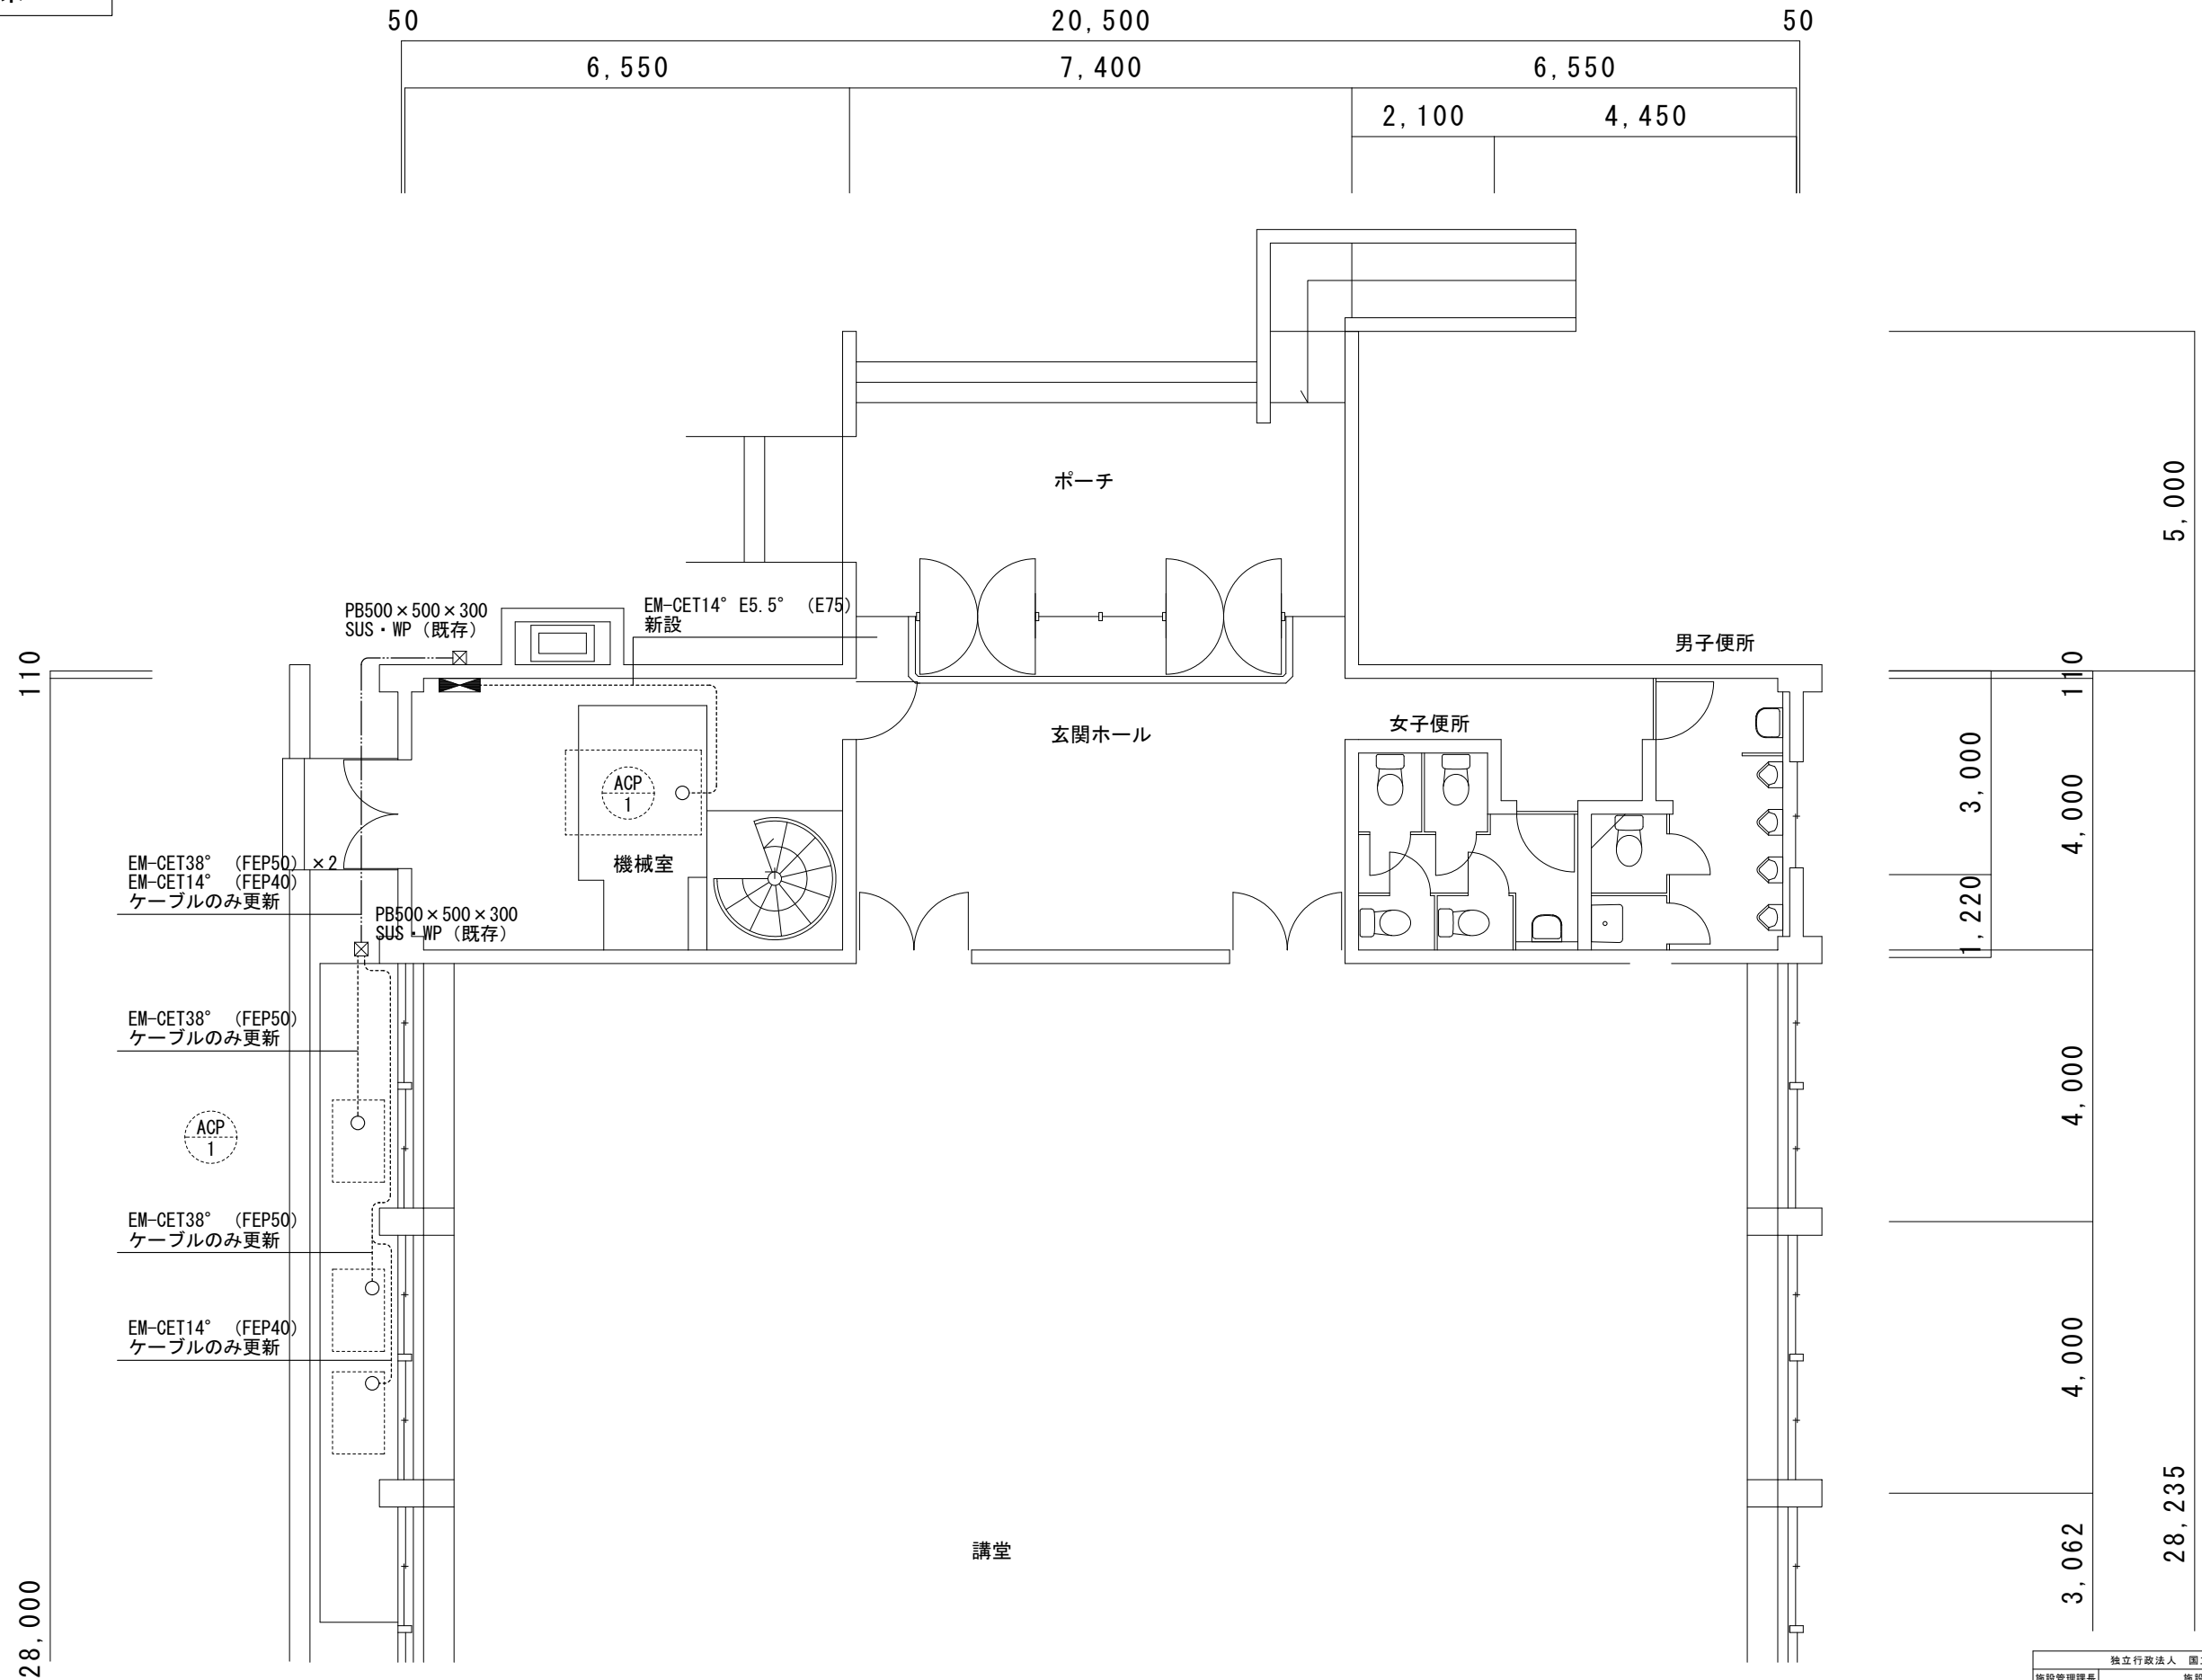 50
20,500
50
6,550
7,400
6,550
2,100
4,450
ポーチ
5,000
PB500×500×300
SUS・WP（既存）
EM-CET14° E5.5° （E75）
新設
男子便所
110
110
女子便所
玄関ホール
3,000
4,000
ACP
1
機械室
EM-CET38° （FEP50）×2
EM-CET14° （FEP40）
ケーブルのみ更新
1,220
PB500×500×300
SUS・WP（既存）
EM-CET38° （FEP50）
ケーブルのみ更新
4,000
ACP
1
EM-CET38° （FEP50）
ケーブルのみ更新
EM-CET14° （FEP40）
ケーブルのみ更新
4,000
28,235
講堂
3,062
28,000
独立行政法人
施設管理課長